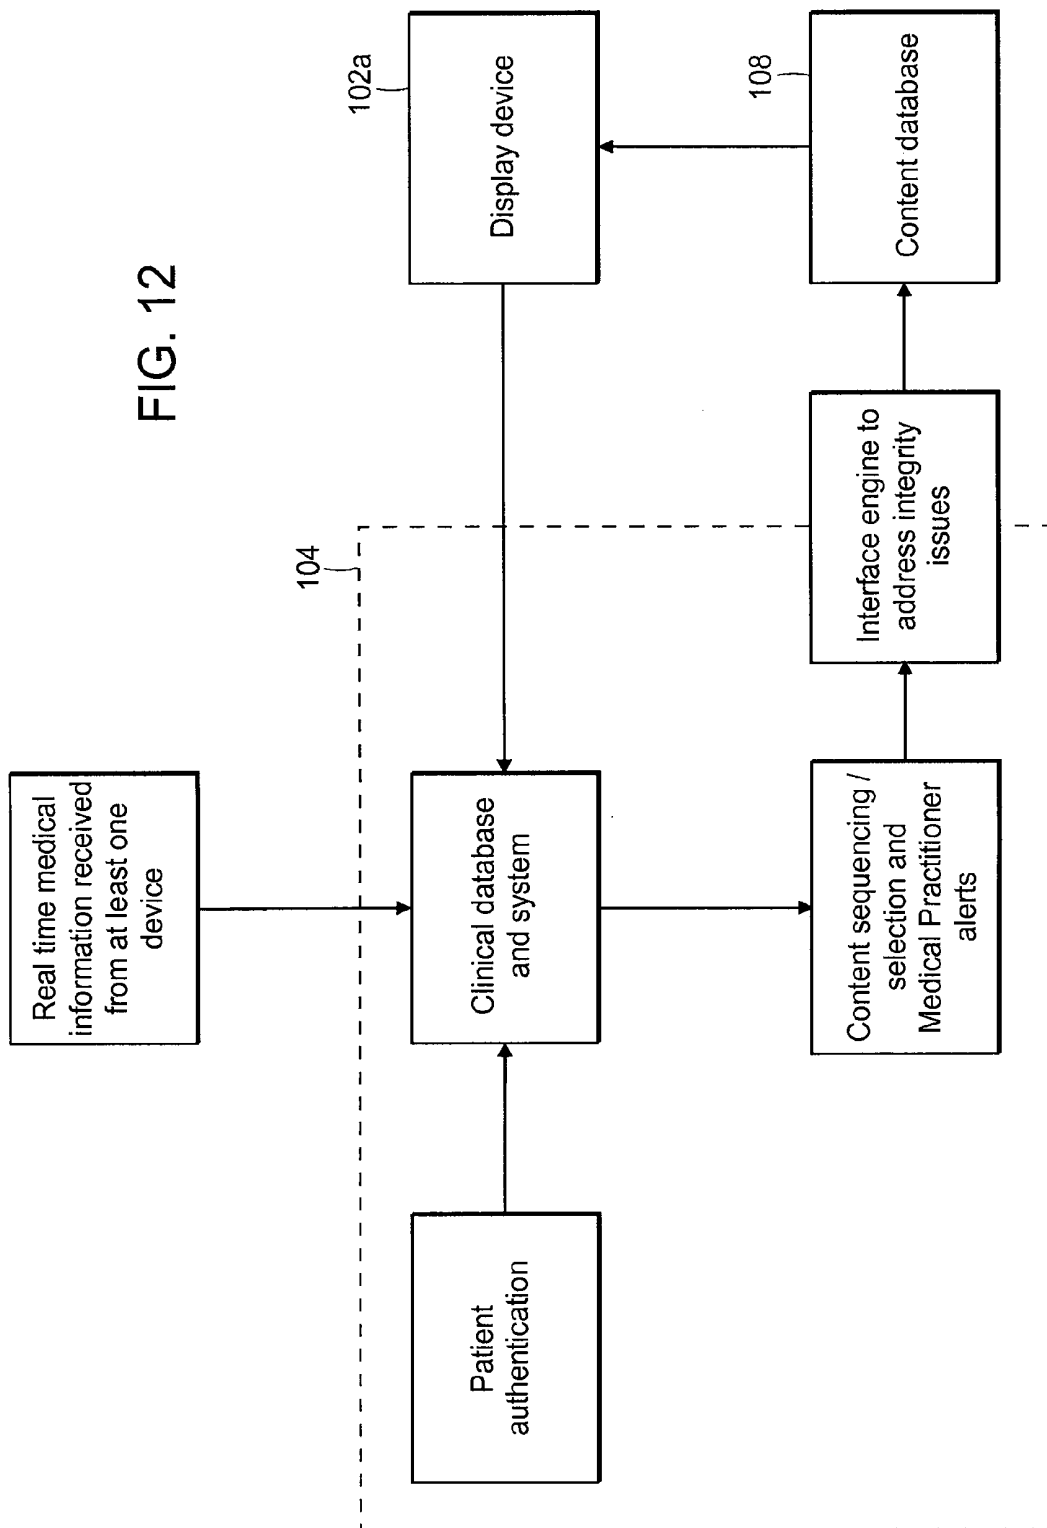 FIG. 12
Real time medical
information received
from at least one
device
104
Patient
authentication
Clinical database
and system
102a
Display device
Content sequencing /
selection and
Medical Practitioner
alerts
Interface engine to
address integrity
issues
108
Content database